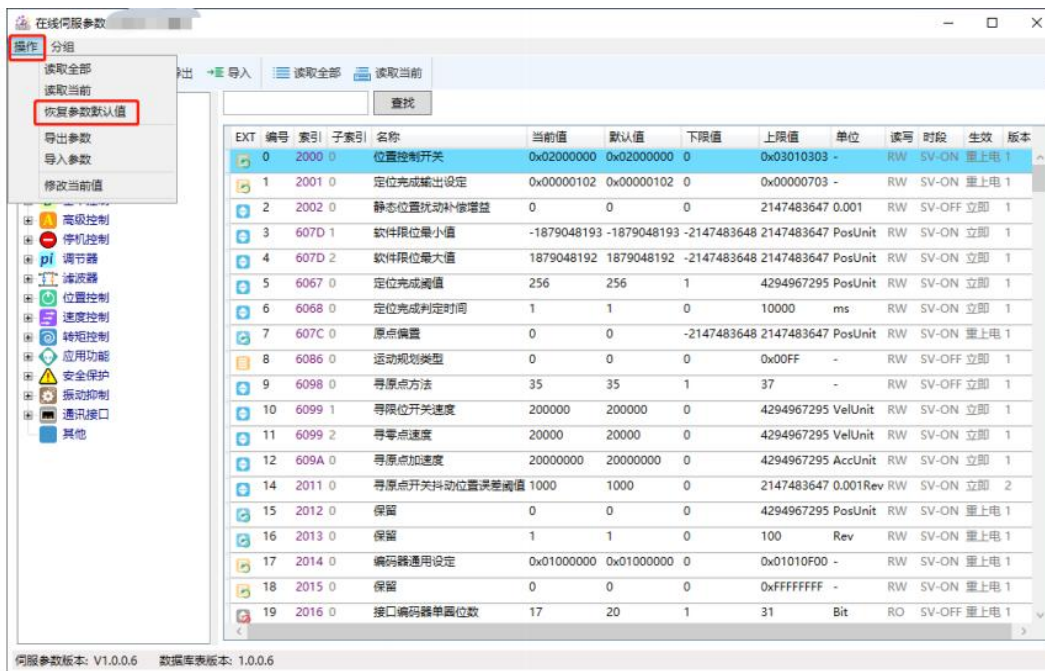 在线伺服参数
操作 分组
读取全部
读取当前
恢复参数默认值
导出参数
导入参数
修改当前值
导入 读取全部 读取当前
查找
高级控制
停机控制
调节器
滤波器
位置控制
速度控制
转矩控制
应用功能
安全保护
振动抑制
通讯接口
其他
EXT 编号 索引 子索引 名称 当前值 默认值 下限值 上限值 单位 读写 时段 生效 版本
0 2000 0 位置控制开关 0x02000000 0x02000000 0 0x03010303 - RW SV-ON 重上电 1
1 2001 0 定位完成输出设定 0x00000102 0x00000102 0 0x00000703 - RW SV-ON 重上电 1
2 2002 0 静态位置扰动补偿增益 0 0 0 2147483647 0.001 RW SV-OFF 立即 1
3 607D 1 软件限位最小值 -1879048193 -1879048193 -2147483648 2147483647 PosUnit RW SV-ON 立即 1
4 607D 2 软件限位最大值 1879048192 1879048192 -2147483648 2147483647 PosUnit RW SV-ON 立即 1
5 6067 0 定位完成阈值 256 256 1 4294967295 PosUnit RW SV-ON 立即 1
6 6068 0 定位完成判定时间 1 1 0 10000 ms RW SV-ON 立即 1
7 607C 0 原点偏置 0 0 -2147483648 2147483647 PosUnit RW SV-ON 重上电 1
8 6086 0 运动规划类型 0 0 0 0x00FF - RW SV-OFF 立即 1
9 6098 0 寻原点方法 35 35 1 37 - RW SV-OFF 立即 1
10 6099 1 寻限位开关速度 200000 200000 0 4294967295 VelUnit RW SV-ON 立即 1
11 6099 2 寻零点速度 20000 20000 0 4294967295 VelUnit RW SV-ON 立即 1
12 609A 0 寻原点加速度 20000000 20000000 0 4294967295 AccUnit RW SV-ON 立即 1
14 2011 0 寻原点开关抖动位置误差阈值 1000 1000 0 2147483647 0.001Rev RW SV-ON 立即 2
15 2012 0 保留 0 0 0 4294967295 PosUnit RW SV-ON 重上电 1
16 2013 0 保留 1 1 0 100 Rev RW SV-ON 重上电 1
17 2014 0 编码器通用设定 0x01000000 0x01000000 0 0x01010F00 - RW SV-ON 重上电 1
18 2015 0 保留 0 0 0 0xFFFFFFFF - RW SV-ON 重上电 1
19 2016 0 接口编码器单圆位数 17 20 1 31 Bit RO SV-OFF 重上电 1
伺服参数版本: V1.0.0.6 数据库表版本: 1.0.0.6